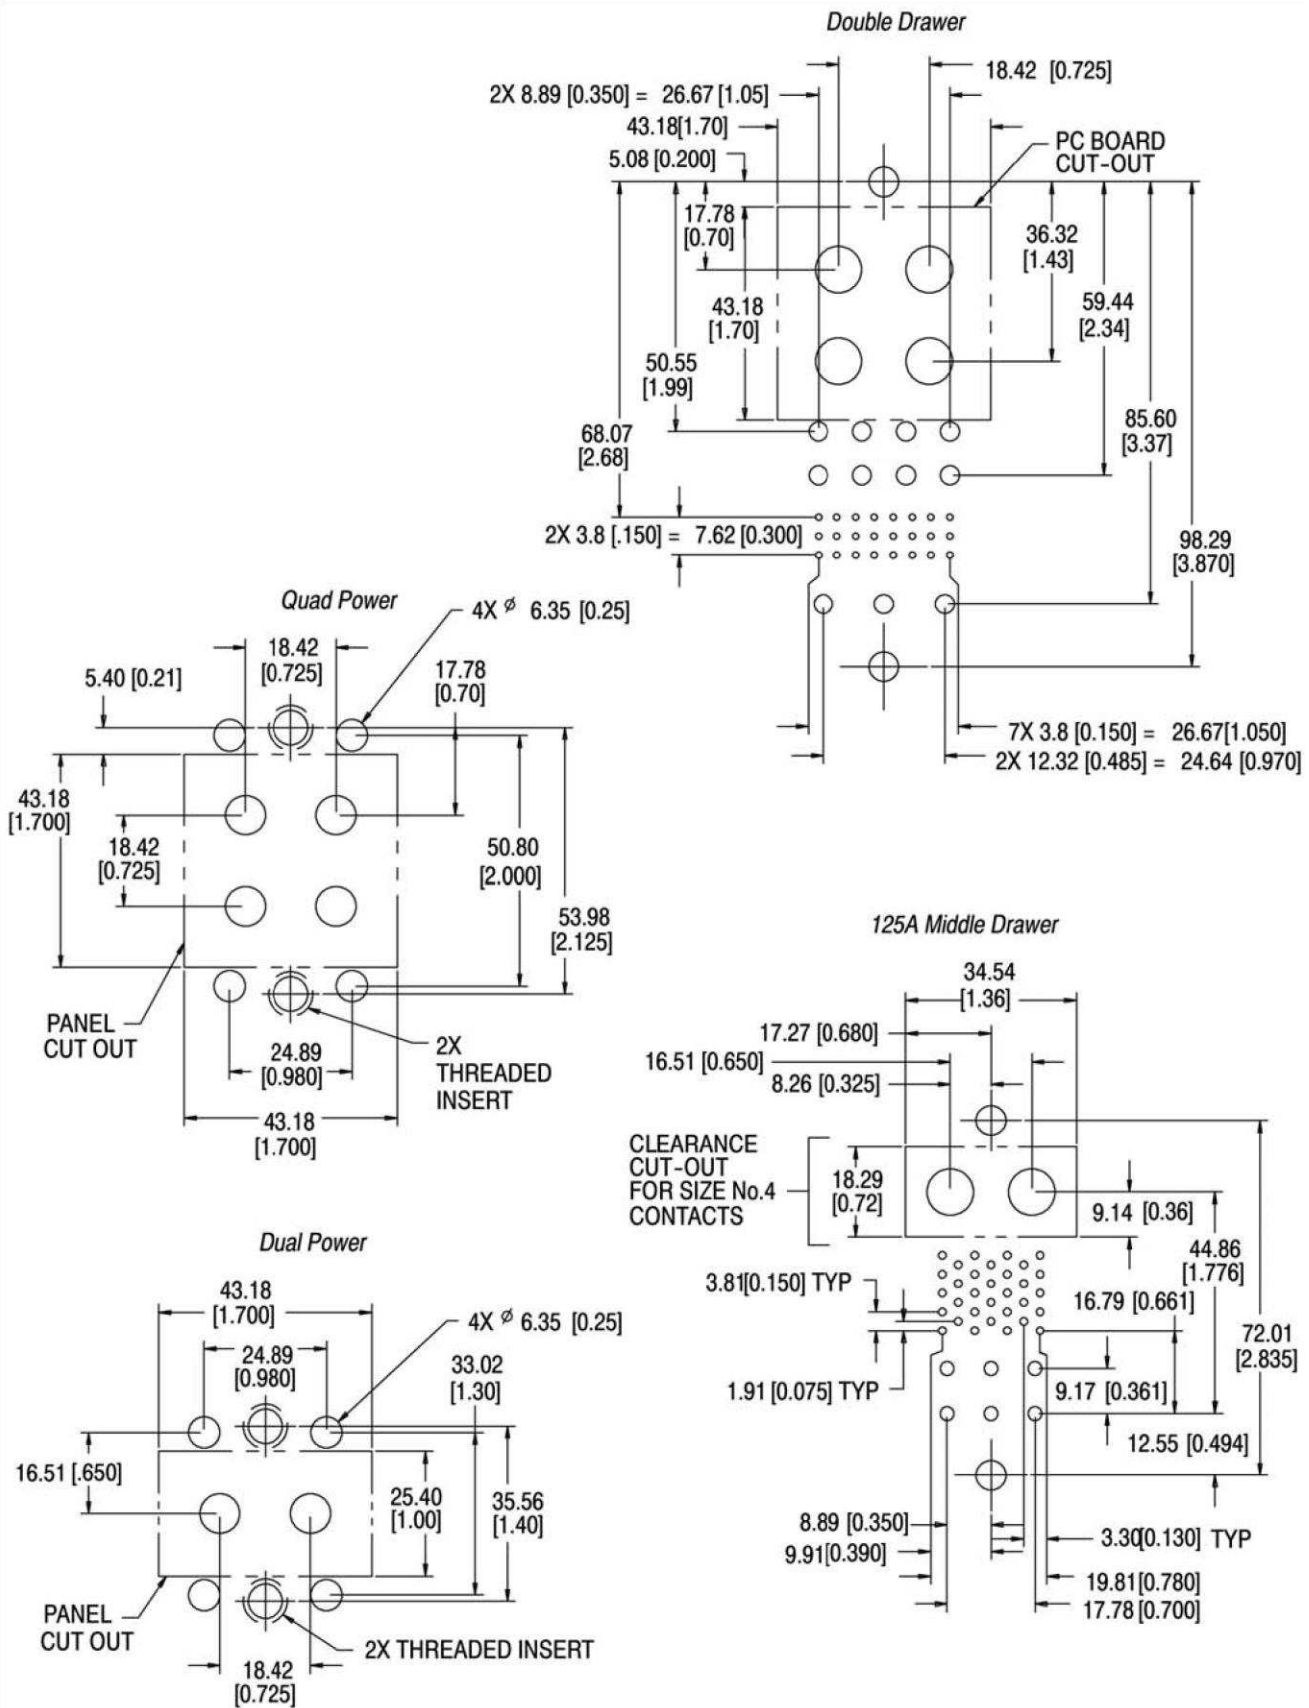 Double Drawer
18.42 [0.725]
2X 8.89 [0.350] = 26.67 [1.05]
43.18[1.70]
5.08 [0.200]
PC BOARD
CUT-OUT
17.78
[0.70]
36.32
[1.43]
43.18
[1.70]
59.44
[2.34]
50.55
[1.99]
85.60
[3.37]
68.07
[2.68]
2X 3.8 [.150] = 7.62 [0.300]
98.29
[3.870]
7X 3.8 [0.150] = 26.67[1.050]
2X 12.32 [0.485] = 24.64 [0.970]
Quad Power
4X ø 6.35 [0.25]
18.42
[0.725]
5.40 [0.21]
17.78
[0.70]
43.18
[1.700]
18.42
[0.725]
50.80
[2.000]
53.98
[2.125]
PANEL
CUT OUT
24.89
[0.980]
2X
THREADED
INSERT
43.18
[1.700]
125A Middle Drawer
34.54
[1.36]
17.27 [0.680]
16.51 [0.650]
8.26 [0.325]
CLEARANCE
CUT-OUT
FOR SIZE No.4
CONTACTS
18.29
[0.72]
9.14 [0.36]
44.86
[1.776]
3.81[0.150] TYP
16.79 [0.661]
72.01
[2.835]
1.91 [0.075] TYP
9.17 [0.361]
12.55 [0.494]
8.89 [0.350]
3.30[0.130] TYP
9.91[0.390]
19.81[0.780]
17.78 [0.700]
Dual Power
43.18
[1.700]
4X ø 6.35 [0.25]
24.89
[0.980]
33.02
[1.30]
16.51 [.650]
25.40
[1.00]
35.56
[1.40]
PANEL
CUT OUT
2X THREADED INSERT
18.42
[0.725]